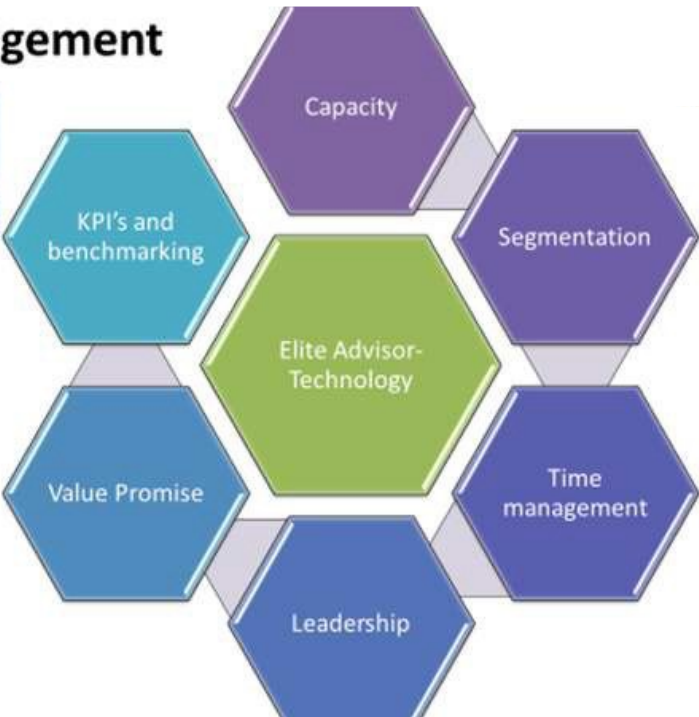 gement
Capacity
KPI's and
benchmarking
Segmentation
Elite Advisor-
Technology
Value Promise
Time
management
Leadership